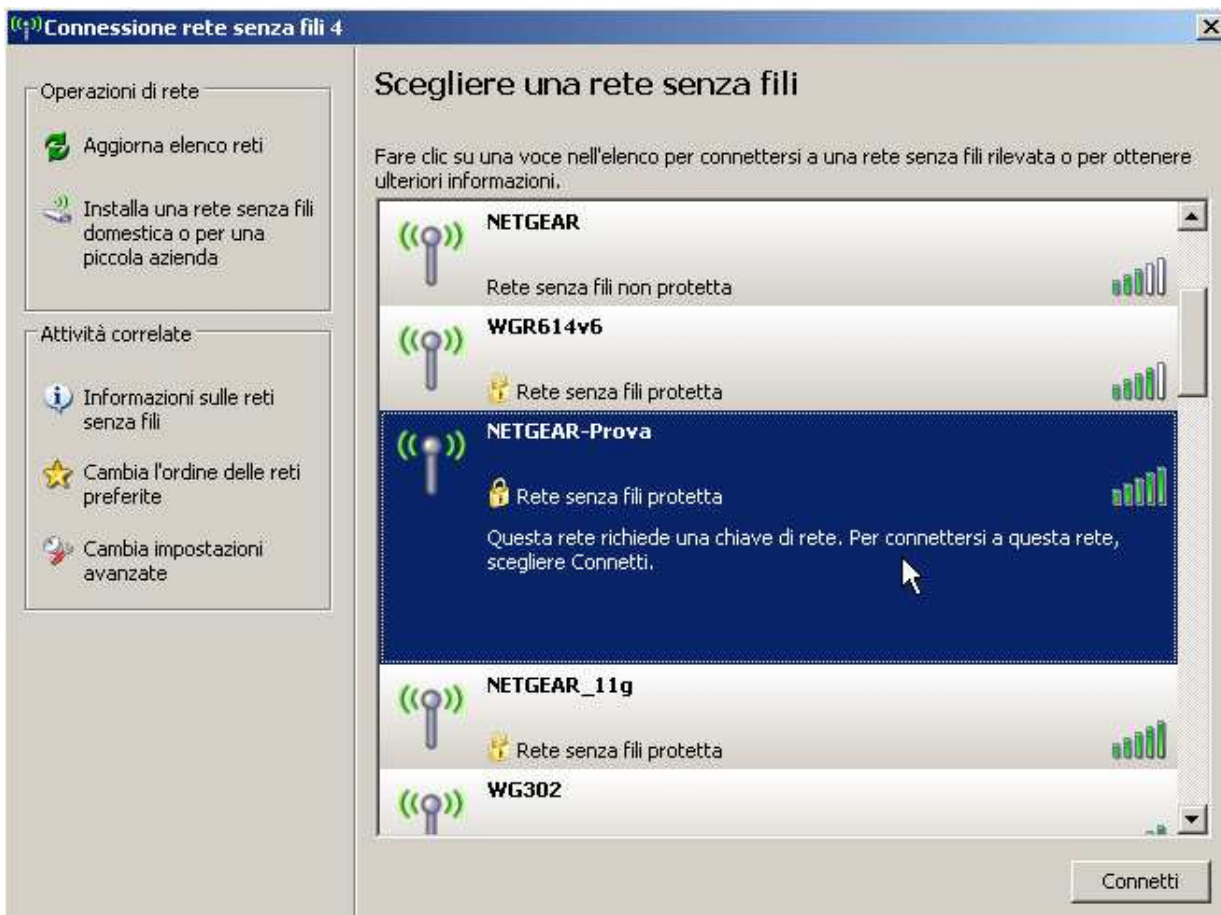 Connessione rete senza fili 4
Operazioni di rete
Aggiorna elenco reti
Installa una rete senza fili
domestica o per una
piccola azienda
Attività correlate
Informazioni sulle reti
senza fili
Cambia l'ordine delle reti
preferite
Cambia impostazioni
avanzate
Scegliere una rete senza fili
Fare clic su una voce nell'elenco per connettersi a una rete senza fili rilevata o per ottenere
ulteriori informazioni.
NETGEAR
Rete senza fili non protetta
WGR614v6
Rete senza fili protetta
NETGEAR-Prova
Rete senza fili protetta
Questa rete richiede una chiave di rete. Per connettersi a questa rete,
scegliere Connetti.
NETGEAR_11g
Rete senza fili protetta
WG302
Connetti